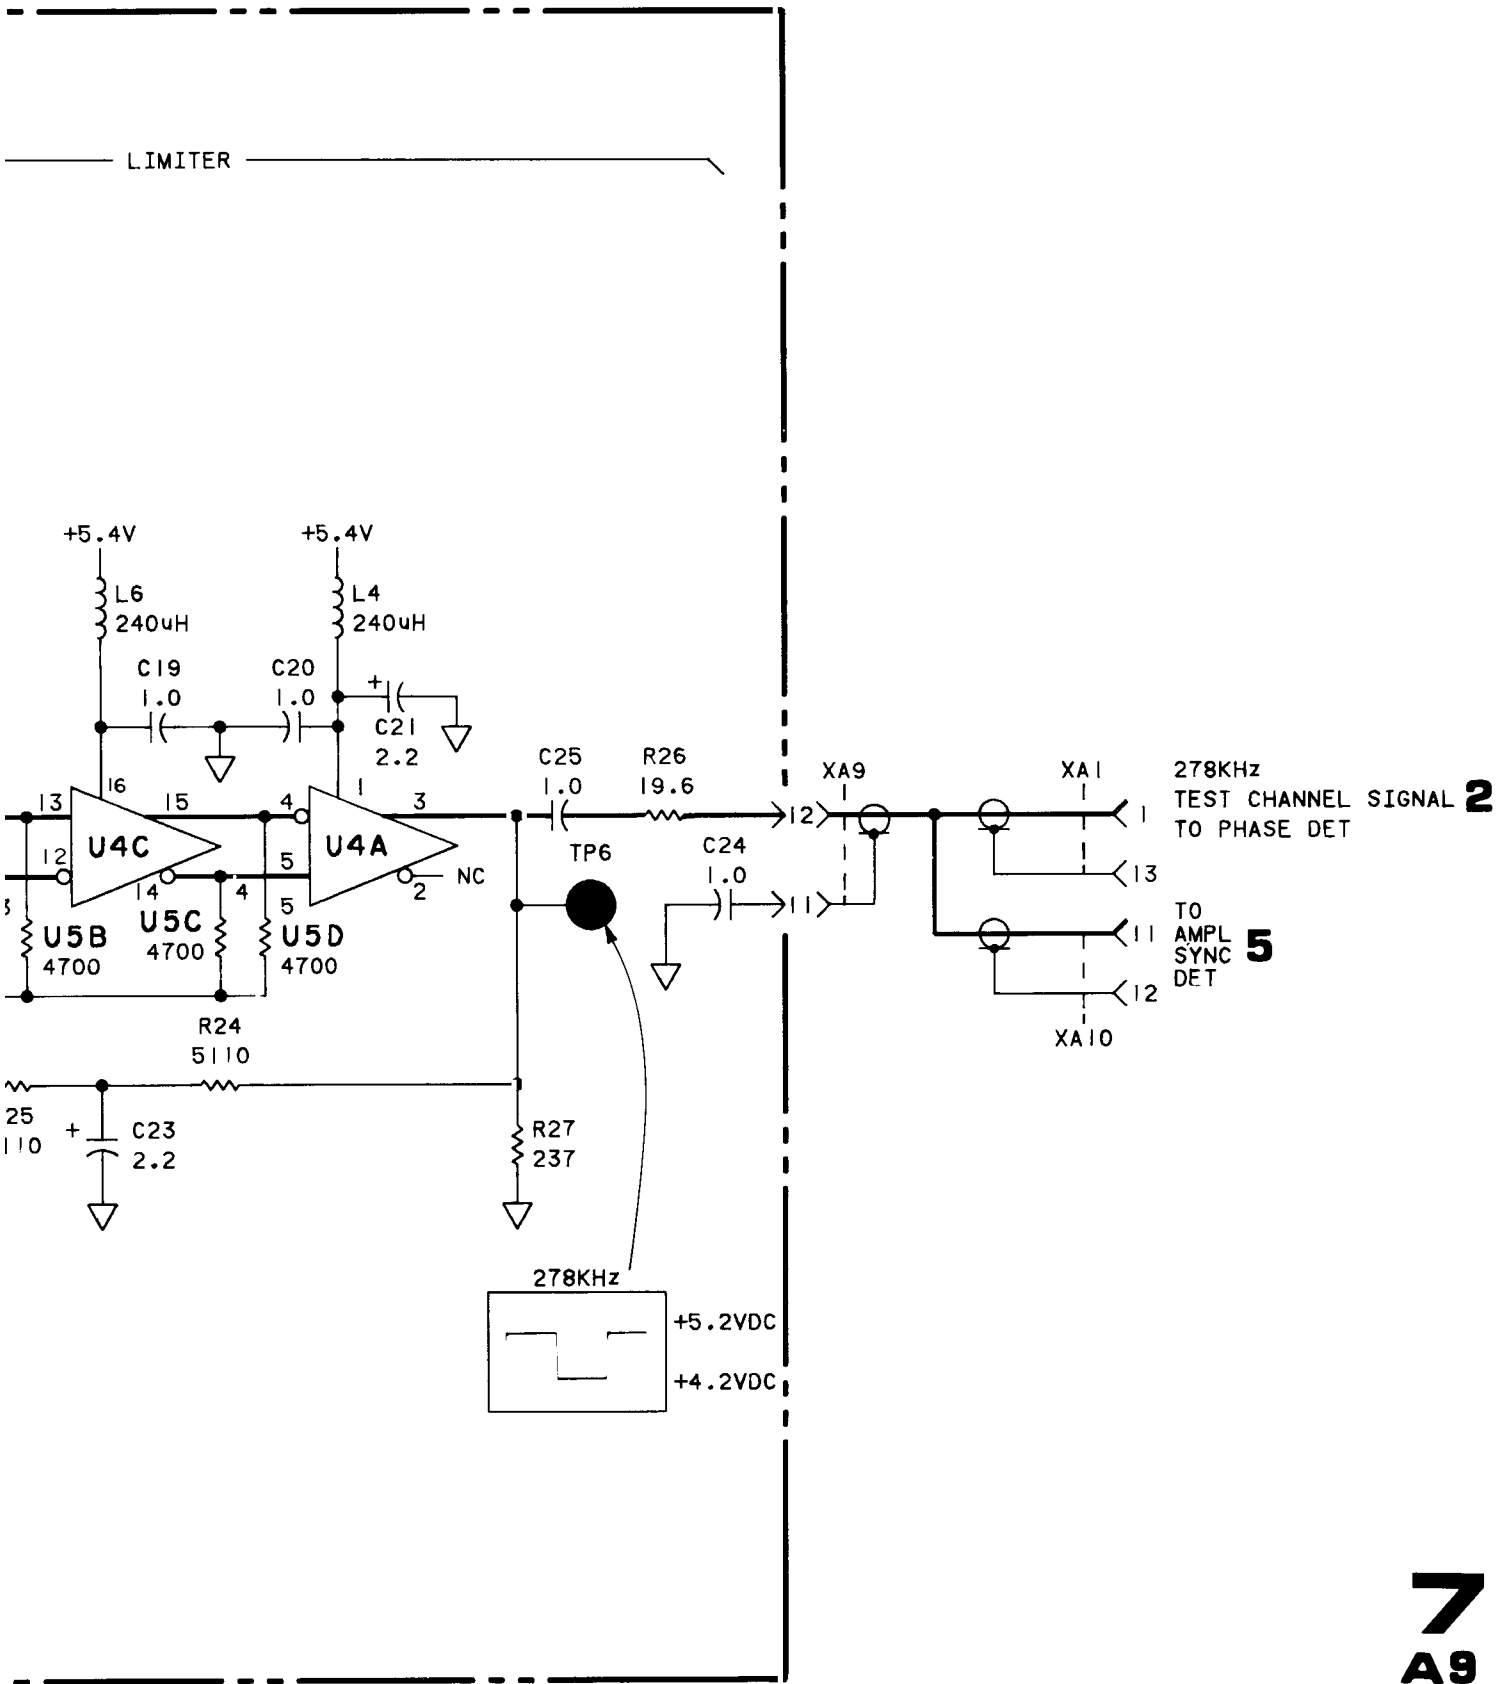 LIMITER
+5.4V
+5.4V
L6
240uH
L4
240uH
C19
1.0
C20
1.0
+
C21
2.2
16
1
13
15
12
14
U4C
4
3
5
2
U4A
NC
4
5
U5B
4700
U5C
4700
U5D
4700
C25
1.0
R26
19.6
TP6
C24
1.0
12
11
XA9
XA1
1
13
11
12
XA10
278KHz
TEST CHANNEL SIGNAL 2
TO PHASE DET
TO
AMPL
SYNC
DET
5
R24
5110
25
110
+
C23
2.2
R27
237
278KHz
+5.2VDC
+4.2VDC
7
A9